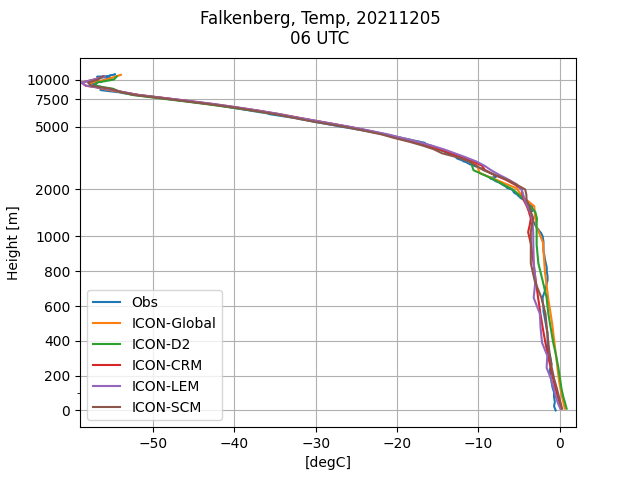 Falkenberg, Temp, 20211205
06 UTC
10000
7500
5000
2000
1000
800
600
400
200
0
Height [m]
Obs
ICON-Global
ICON-D2
ICON-CRM
ICON-LEM
ICON-SCM
−50 −40 −30 −20 −10 0
[degC]